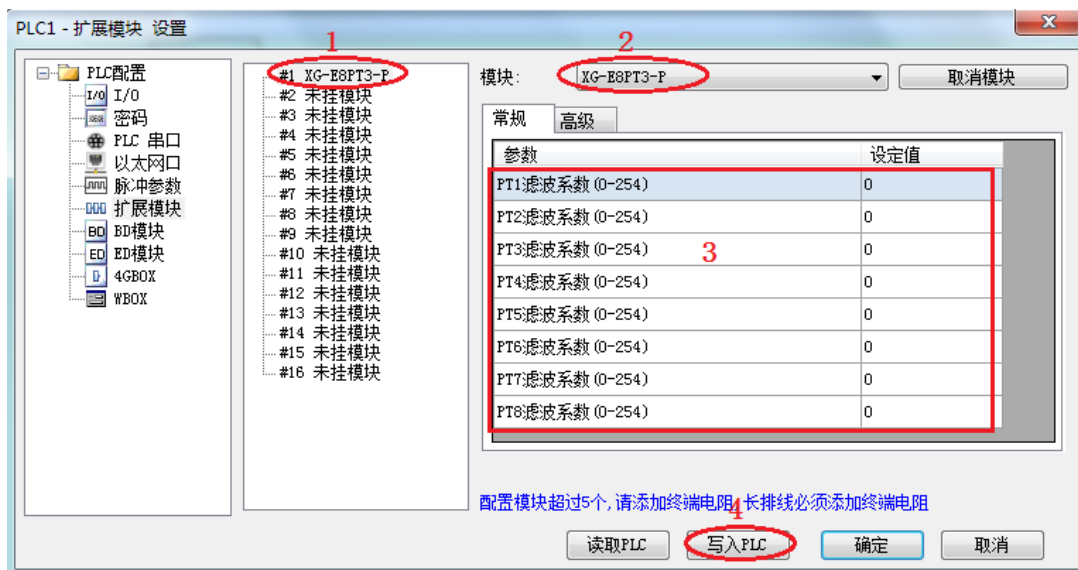 PLC1 - 扩展模块 设置
1
2
PLC配置
I/O
密码
PLC 串口
以太网口
脉冲参数
扩展模块
BD BD模块
ED ED模块
4GBOX
WBOX
#1 XG-E8PT3-P
#2 未挂模块
#3 未挂模块
#4 未挂模块
#5 未挂模块
#6 未挂模块
#7 未挂模块
#8 未挂模块
#9 未挂模块
#10 未挂模块
#11 未挂模块
#12 未挂模块
#13 未挂模块
#14 未挂模块
#15 未挂模块
#16 未挂模块
模块: XG-E8PT3-P 取消模块
常规 高级
参数 设定值
PT1滤波系数(0-254) 0
PT2滤波系数(0-254) 0
PT3滤波系数(0-254) 0
3
PT4滤波系数(0-254) 0
PT5滤波系数(0-254) 0
PT6滤波系数(0-254) 0
PT7滤波系数(0-254) 0
PT8滤波系数(0-254) 0
配置模块超过5个,请添加终端电阻,长排线必须添加终端电阻
4
读取PLC 写入PLC 确定 取消